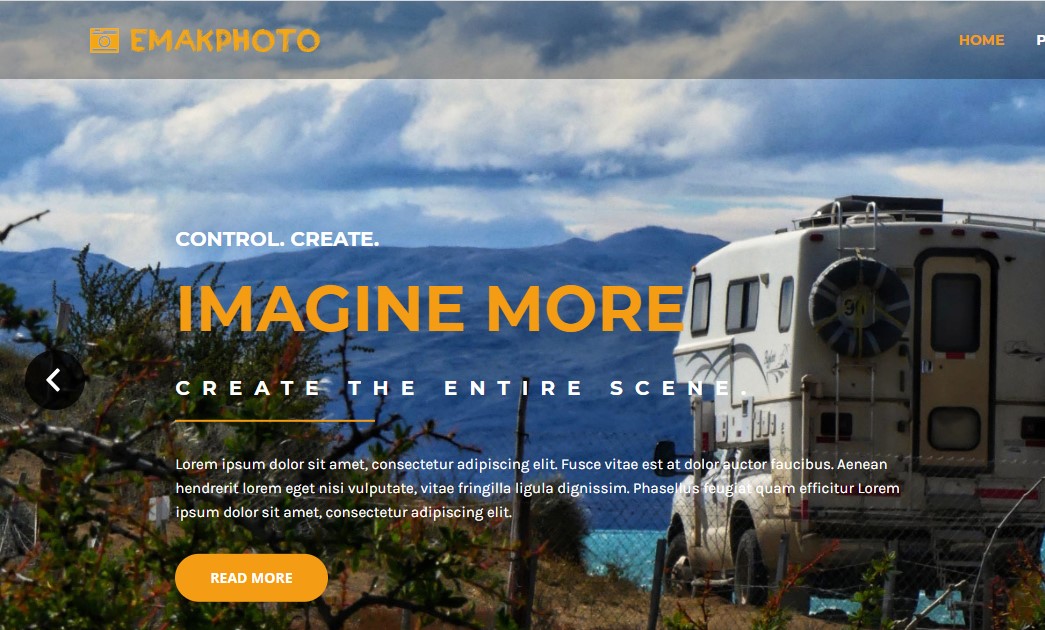 EMAKPHOTO
HOME
CONTROL. CREATE.
IMAGINE MORE
CREATE THE ENTIRE SCENE.
Lorem ipsum dolor sit amet, consectetur adipiscing elit. Fusce vitae est at dolor auctor faucibus. Aenean
hendrerit lorem eget nisi vulputate, vitae fringilla ligula dignissim. Phasellus feugiat quam efficitur Lorem
ipsum dolor sit amet, consectetur adipiscing elit.
READ MORE